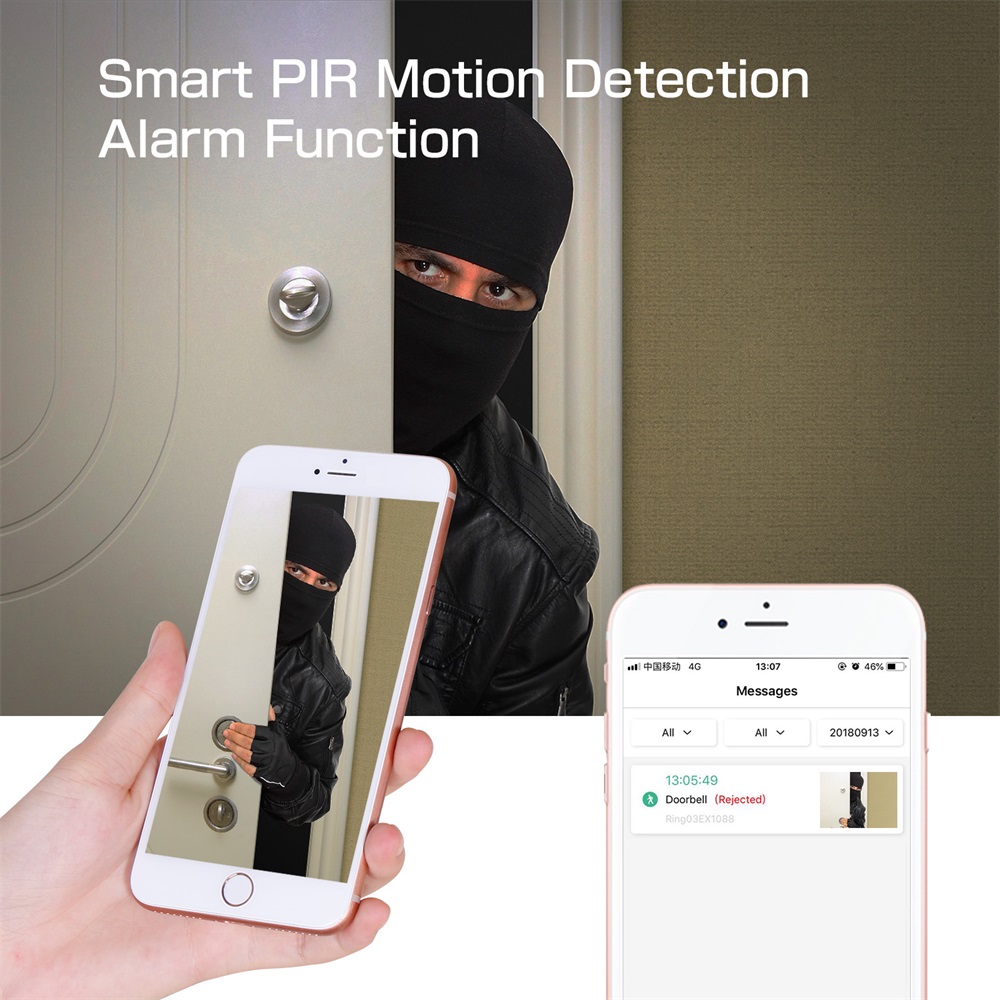 Smart PIR Motion Detection
Alarm Function
中国移动 4G 13:07 46%
Messages
All All 20180913
13:05:49
Doorbell (Rejected)
Ring03EX1088